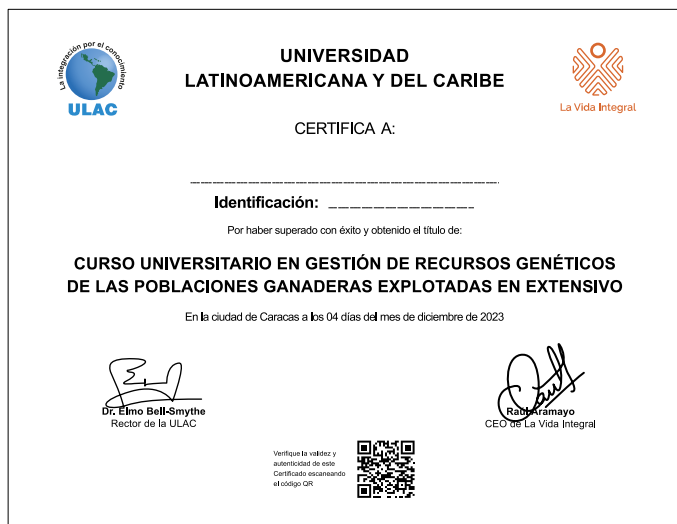 La integración por el conocimiento
ULAC
UNIVERSIDAD
LATINOAMERICANA Y DEL CARIBE
La Vida Integral
CERTIFICA A:
Identificación:
Por haber superado con éxito y obtenido el título de:
CURSO UNIVERSITARIO EN GESTIÓN DE RECURSOS GENÉTICOS
DE LAS POBLACIONES GANADERAS EXPLOTADAS EN EXTENSIVO
En la ciudad de Caracas a los 04 días del mes de diciembre de 2023
Dr. Elmo Bell-Smythe
Rector de la ULAC
Raúl Aramayo
CEO de La Vida Integral
Verifique la validez y
autenticidad de este
Certificado escaneando
el código QR